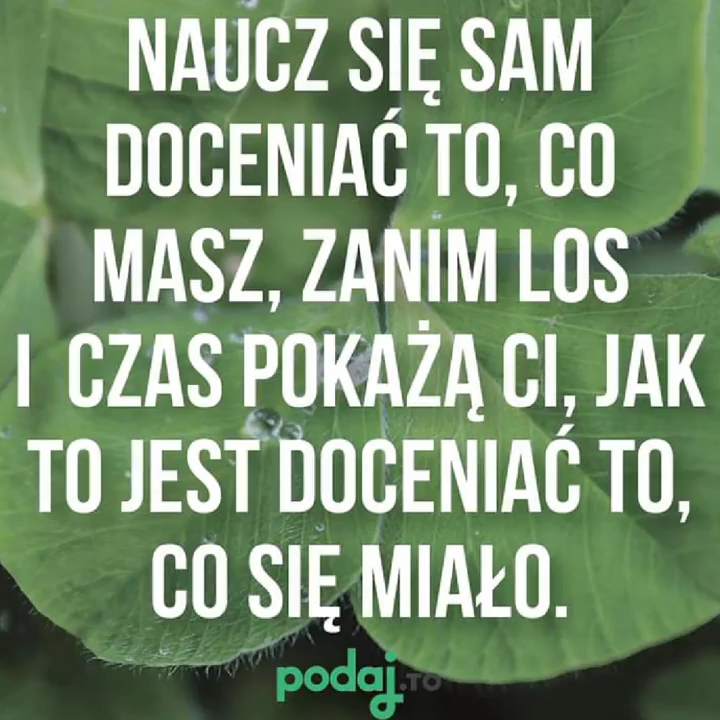 NAUCZ SIĘ SAM
DOCENIAĆ TO, CO
MASZ, ZANIM LOS
I CZAS POKAŻĄ CI, JAK
TO JEST DOCENIAĆ TO,
CO SIĘ MIAŁO.
podaj.TO